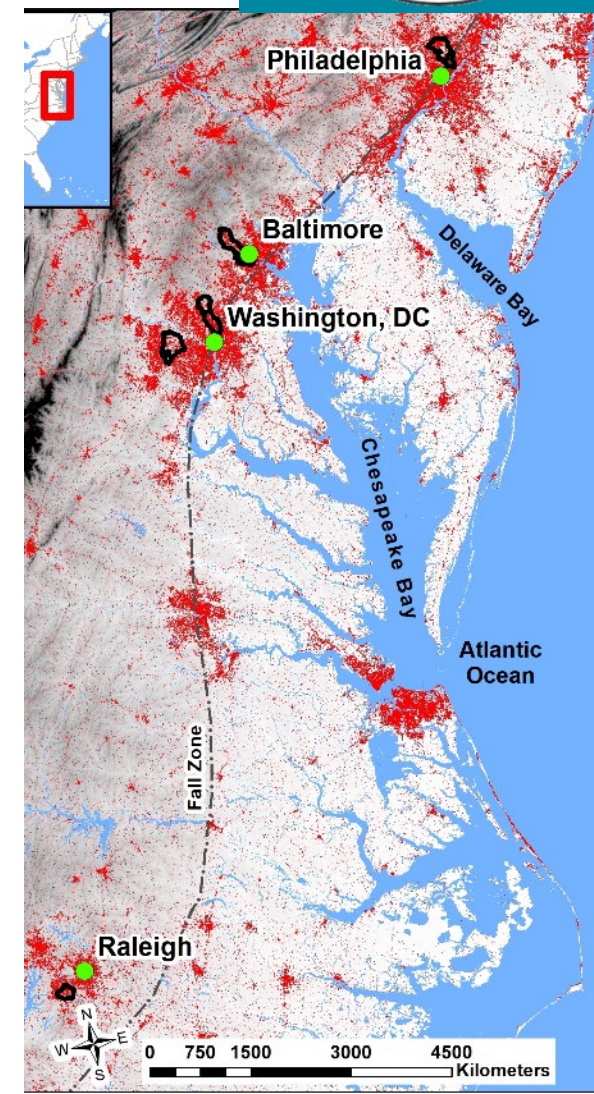 Philadelphia
Baltimore
Delaware Bay
Washington, DC
Chesapeake Bay
Atlantic
Ocean
Fall Zone
Raleigh
N
W E
S
0 750 1500 3000 4500
Kilometers